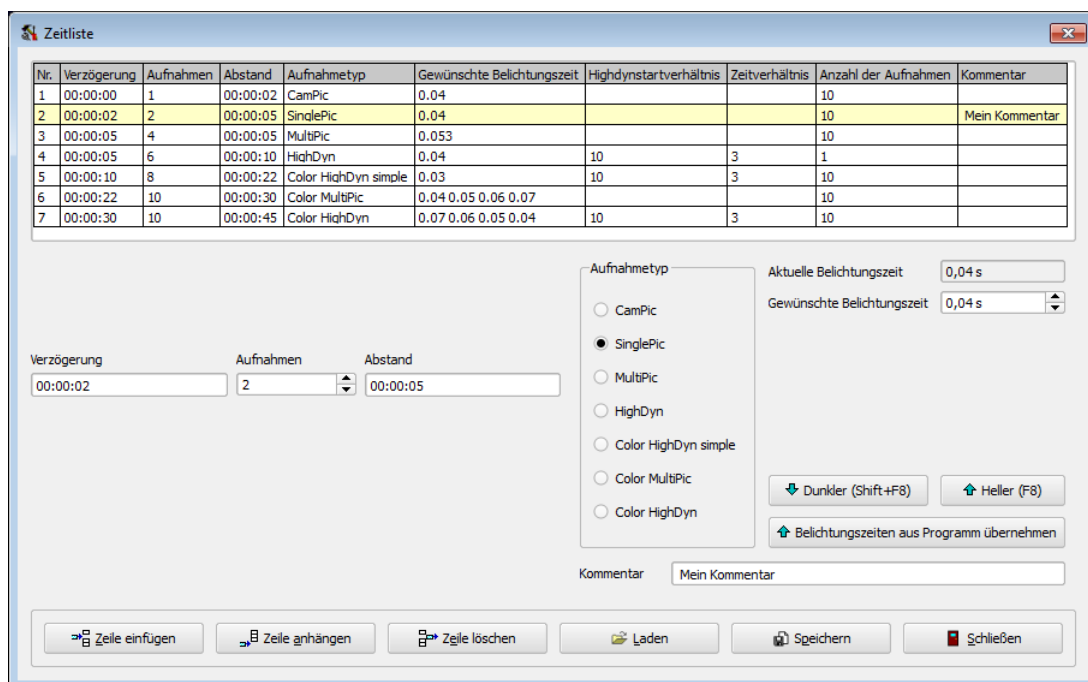 Zeitliste
Nr. Verzögerung Aufnahmen Abstand Aufnahmetyp Gewünschte Belichtungszeit Highdynstartverhältnis Zeitverhältnis Anzahl der Aufnahmen Kommentar
1 00:00:00 1 00:00:02 CamPic 0.04 10
2 00:00:02 2 00:00:05 SinglePic 0.04 10 Mein Kommentar
3 00:00:05 4 00:00:05 MultiPic 0.053 10
4 00:00:05 6 00:00:10 HighDyn 0.04 10 3 1
5 00:00:10 8 00:00:22 Color HighDyn simple 0.03 10 3 10
6 00:00:22 10 00:00:30 Color MultiPic 0.04 0.05 0.06 0.07 10
7 00:00:30 10 00:00:45 Color HighDyn 0.07 0.06 0.05 0.04 10 3 10
Verzögerung Aufnahmen Abstand
00:00:02 2 00:00:05
Aufnahmetyp
CamPic
SinglePic
MultiPic
HighDyn
Color HighDyn simple
Color MultiPic
Color HighDyn
Aktuelle Belichtungszeit 0,04 s
Gewünschte Belichtungszeit 0,04 s
Dunkler (Shift+F8) Heller (F8)
Belichtungszeiten aus Programm übernehmen
Kommentar Mein Kommentar
Zeile einfügen Zeile anhängen Zeile löschen Laden Speichern Schließen